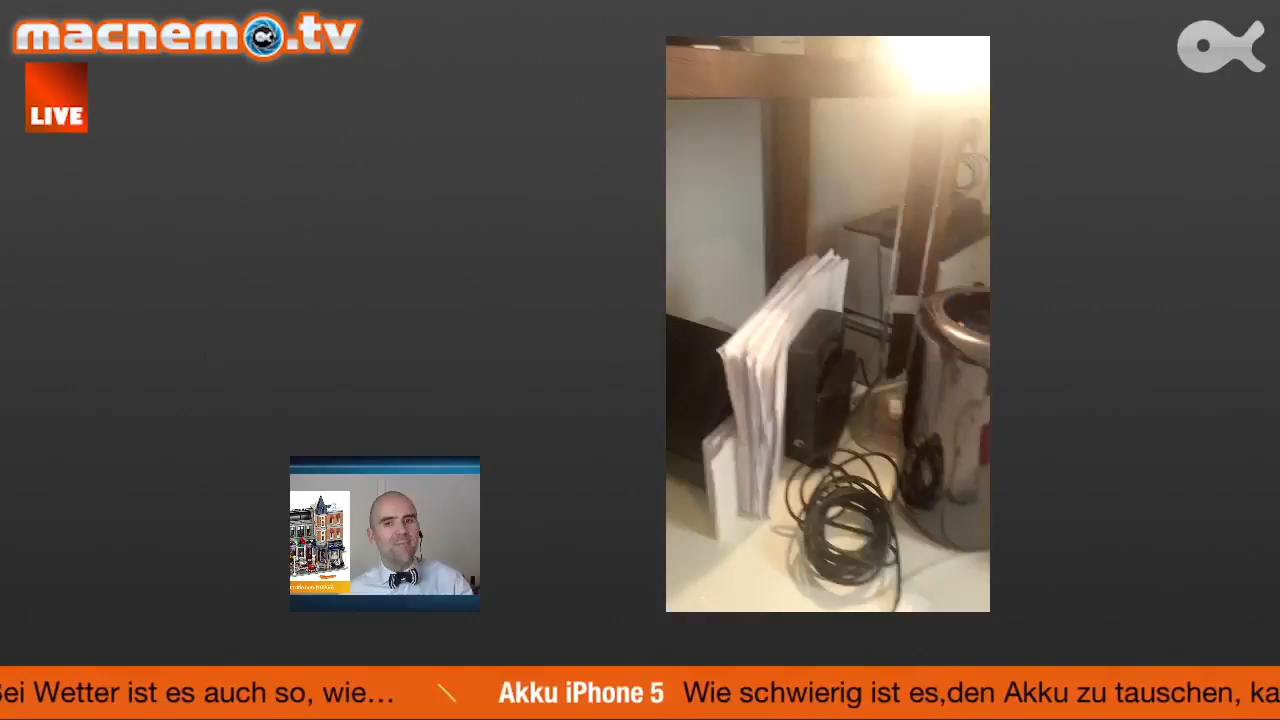 macnemo.tv
LIVE
Bei Wetter ist es auch so, wie... \ Akku iPhone 5 Wie schwierig ist es,den Akku zu tauschen, ka